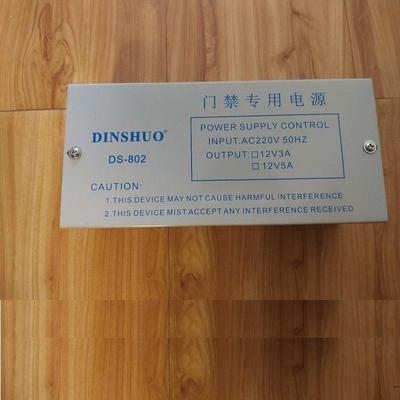 门禁专用电源
DINSHUO®
DS-802
POWER SUPPLY CONTROL
INPUT:AC220V 50HZ
OUTPUT:□12V3A
□12V5A
CAUTION:
1.THIS DEVICE MAY NOT CAUSE HARMFUL INTERFERENCE
2.THIS DEVICE MIST ACCEPT ANY INTERFERENCE RECEIVED